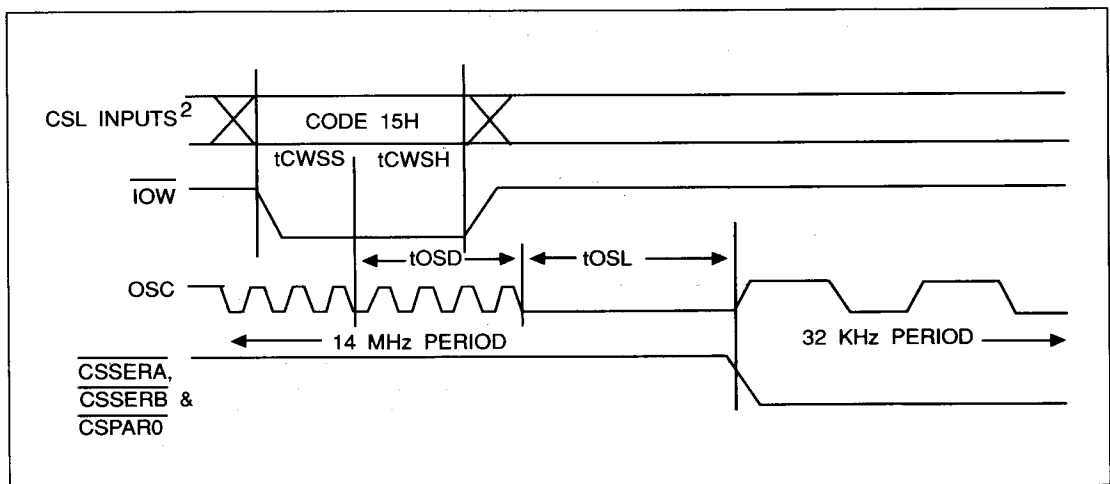 CSL INPUTS2
CODE 15H
tCWSS tCWSH
IOW
tOSD tOSL
OSC
14 MHz PERIOD 32 KHz PERIOD
CSSERA,
CSSERB &
CSPAR0